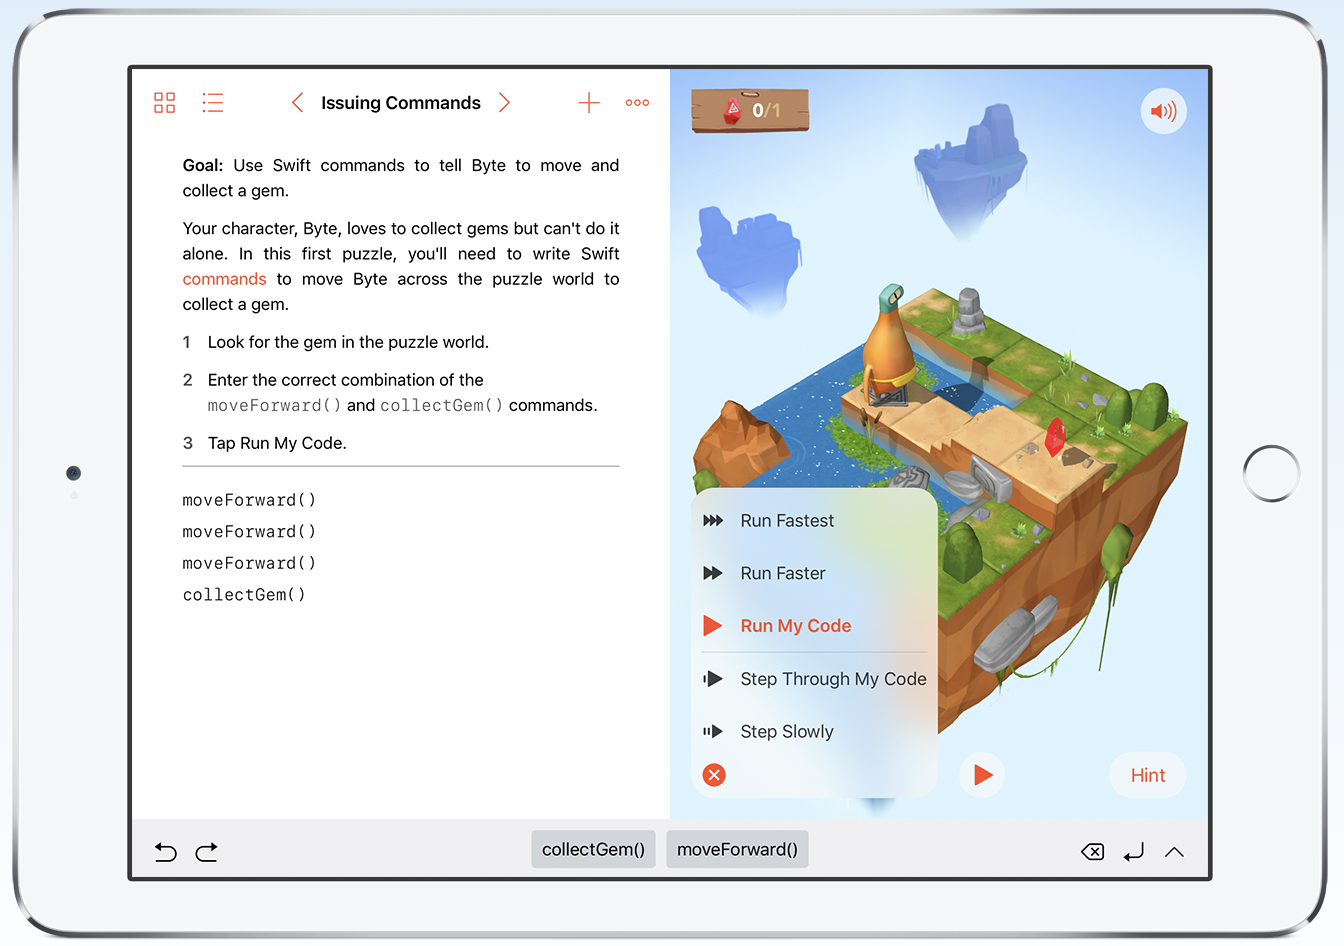 Issuing Commands
Goal: Use Swift commands to tell Byte to move and
collect a gem.
Your character, Byte, loves to collect gems but can't do it
alone. In this first puzzle, you'll need to write Swift
commands to move Byte across the puzzle world to
collect a gem.
1 Look for the gem in the puzzle world.
2 Enter the correct combination of the
moveForward() and collectGem() commands.
3 Tap Run My Code.
moveForward()
moveForward()
moveForward()
collectGem()
0/1
Run Fastest
Run Faster
Run My Code
Step Through My Code
Step Slowly
Hint
collectGem() moveForward()